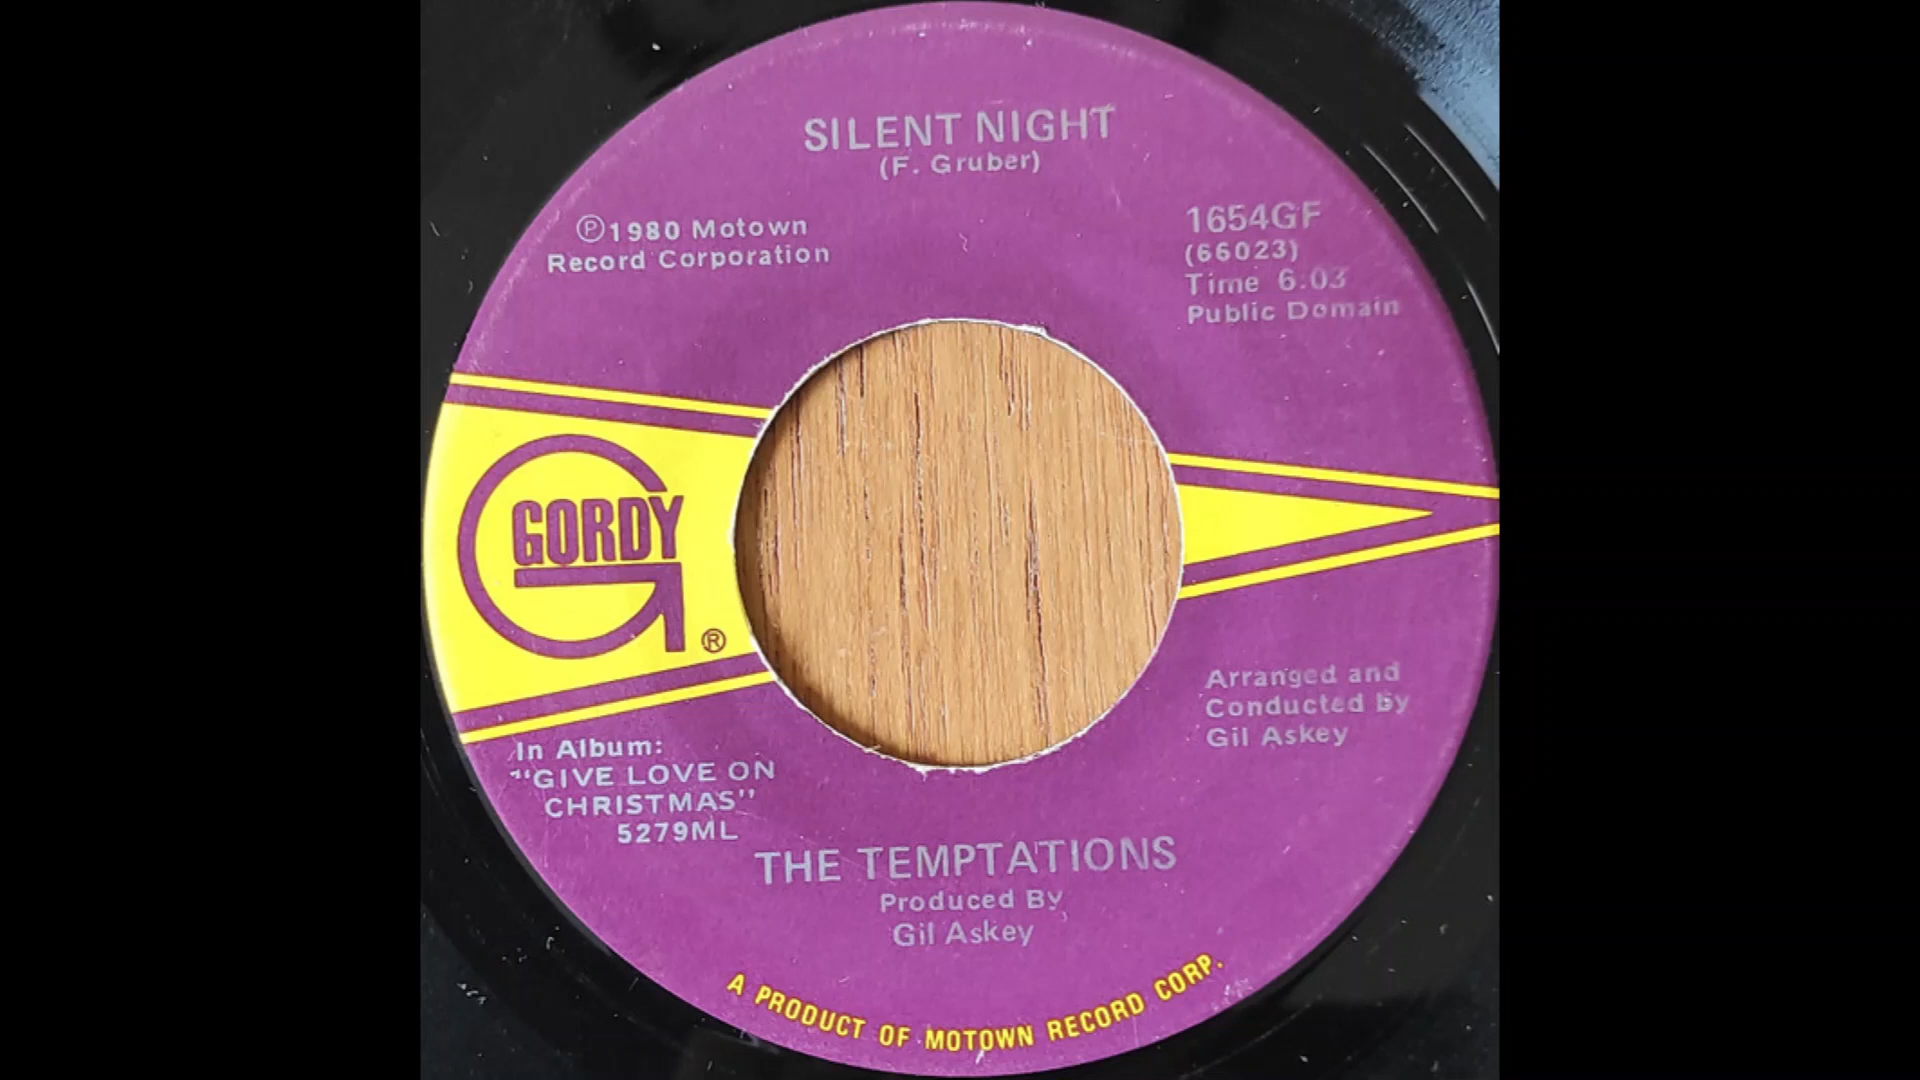 SILENT NIGHT
(F. Gruber)
Ⓟ1980 Motown
Record Corporation
1654GF
(66023)
Time 6:03
Public Domain
GORDY
®
In Album:
"GIVE LOVE ON
CHRISTMAS"
5279ML
Arranged and
Conducted by
Gil Askey
THE TEMPTATIONS
Produced By
Gil Askey
A PRODUCT OF MOTOWN RECORD CORP.